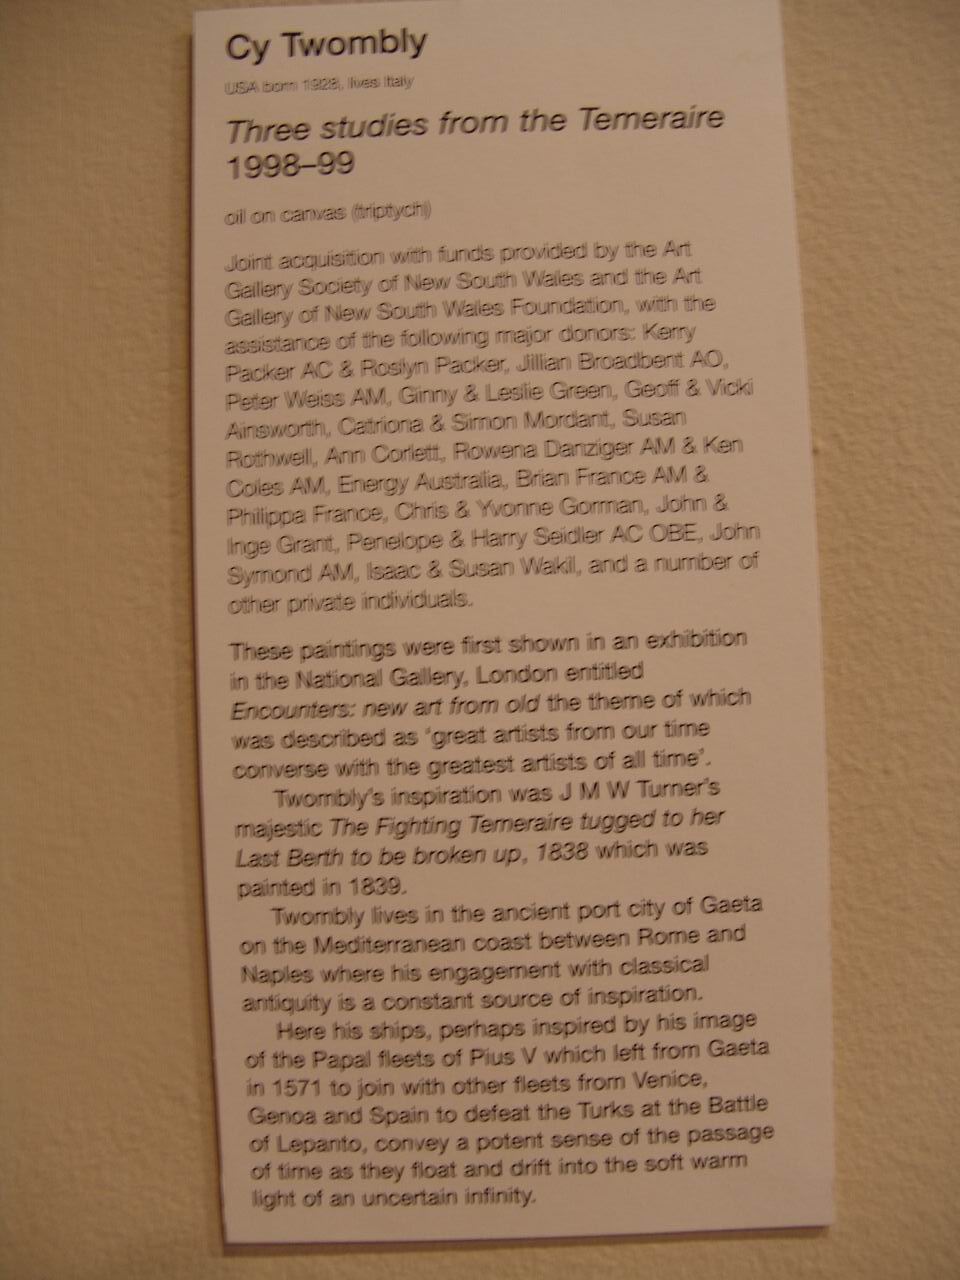 Cy Twombly
USA born 1928, lives Italy
Three studies from the Temeraire
1998–99
oil on canvas (triptych)
Joint acquisition with funds provided by the Art
Gallery Society of New South Wales and the Art
Gallery of New South Wales Foundation, with the
assistance of the following major donors: Kerry
Packer AC & Roslyn Packer, Jillian Broadbent AO,
Peter Weiss AM, Ginny & Leslie Green, Geoff & Vicki
Ainsworth, Catriona & Simon Mordant, Susan
Rothwell, Ann Corlett, Rowena Danziger AM & Ken
Coles AM, Energy Australia, Brian France AM &
Philippa France, Chris & Yvonne Gorman, John &
Inge Grant, Penelope & Harry Seidler AC OBE, John
Symond AM, Isaac & Susan Wakil, and a number of
other private individuals.
These paintings were first shown in an exhibition
in the National Gallery, London entitled
Encounters: new art from old the theme of which
was described as 'great artists from our time
converse with the greatest artists of all time'.
Twombly's inspiration was J M W Turner's
majestic The Fighting Temeraire tugged to her
Last Berth to be broken up, 1838 which was
painted in 1839.
Twombly lives in the ancient port city of Gaeta
on the Mediterranean coast between Rome and
Naples where his engagement with classical
antiquity is a constant source of inspiration.
Here his ships, perhaps inspired by his image
of the Papal fleets of Pius V which left from Gaeta
in 1571 to join with other fleets from Venice,
Genoa and Spain to defeat the Turks at the Battle
of Lepanto, convey a potent sense of the passage
of time as they float and drift into the soft warm
light of an uncertain infinity.